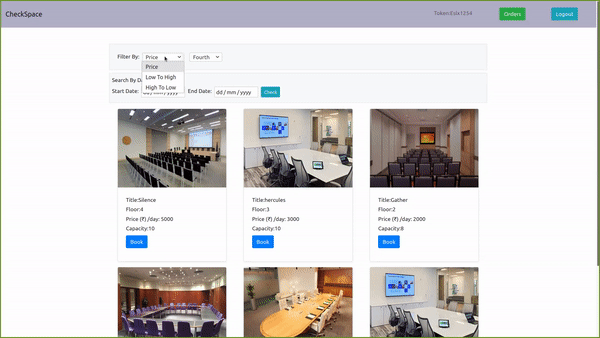 CheckSpace Token:Eslx1234 Orders Logout
Filter By: Price Fourth
Price
Low To High
High To Low
Search By Da
Start Date: dd / mm / yyyy End Date: dd / mm / yyyy Check
Title:Silence Title:hercules Title:Gather
Floor:4 Floor:3 Floor:2
Price (₹) /day: 5000 Price (₹) /day: 3000 Price (₹) /day: 2000
Capacity:10 Capacity:10 Capacity:8
Book Book Book